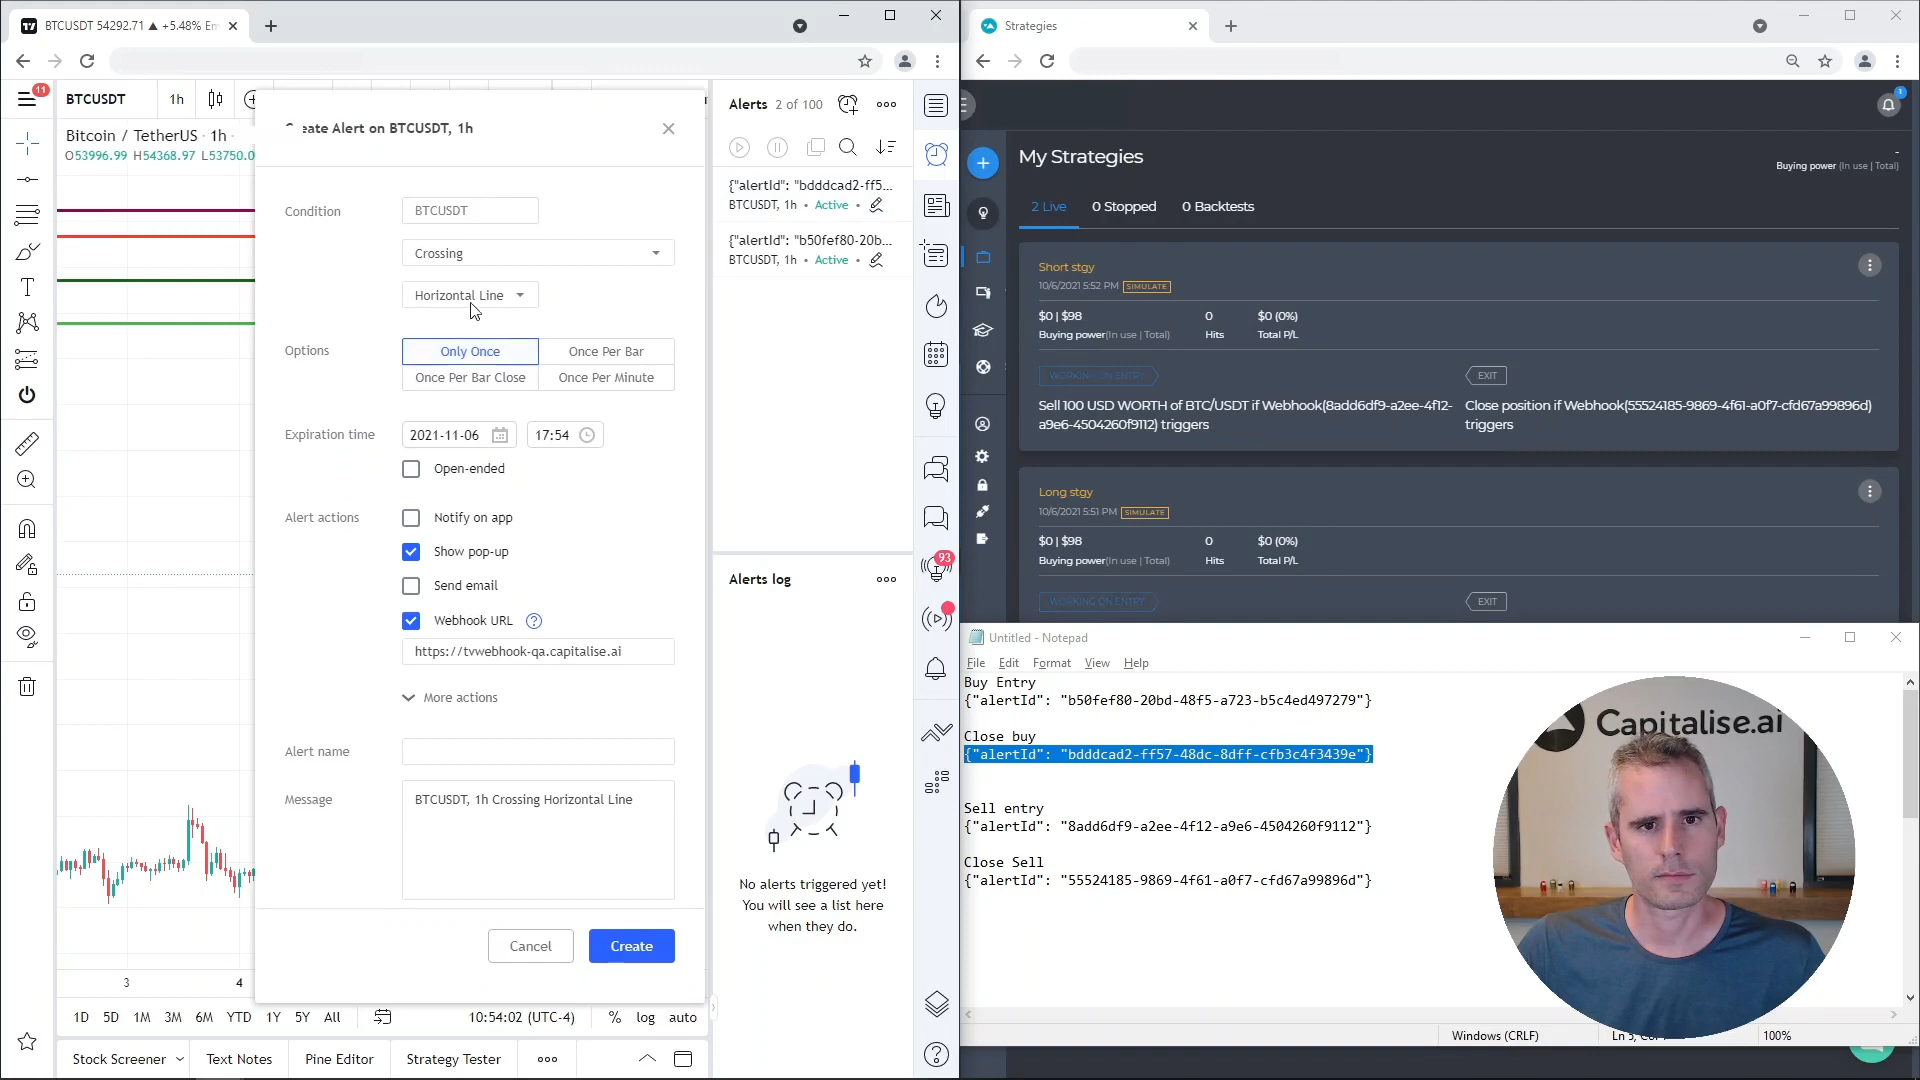 BTCUSDT 54292.71 ▲ +5.48%
Strategies
11
BTCUSDT
1h
Bitcoin / TetherUS · 1h ·
O53996.99 H54368.97 L53750.0
Create Alert on BTCUSDT, 1h
Condition
BTCUSDT
Crossing
Horizontal Line
Options
Only Once
Once Per Bar
Once Per Bar Close
Once Per Minute
Expiration time
2021-11-06
17:54
Open-ended
Alert actions
Notify on app
Show pop-up
Send email
Webhook URL
https://tvwebhook-qa.capitalise.ai
More actions
Alert name
Message
BTCUSDT, 1h Crossing Horizontal Line
Cancel
Create
3
4
1D 5D 1M 3M 6M YTD 1Y 5Y All
10:54:02 (UTC-4)
% log auto
Stock Screener
Text Notes
Pine Editor
Strategy Tester
Alerts 2 of 100
{"alertId": "bdddcad2-ff5...
BTCUSDT, 1h • Active •
{"alertId": "b50fef80-20b...
BTCUSDT, 1h • Active •
Alerts log
No alerts triggered yet!
You will see a list here
when they do.
93
1
My Strategies
-
Buying power (In use | Total)
2 Live
0 Stopped
0 Backtests
Short stgy
10/6/2021 5:52 PM SIMULATE
$0 | $98
0
$0 (0%)
Buying power(In use | Total)
Hits
Total P/L
WORKING ON ENTRY
EXIT
Sell 100 USD WORTH of BTC/USDT if Webhook(8add6df9-a2ee-4f12-
a9e6-4504260f9112) triggers
Close position if Webhook(55524185-9869-4f61-a0f7-cfd67a99896d)
triggers
Long stgy
10/6/2021 5:51 PM SIMULATE
$0 | $98
0
$0 (0%)
Buying power(In use | Total)
Hits
Total P/L
WORKING ON ENTRY
EXIT
Untitled - Notepad
File Edit Format View Help
Buy Entry
{"alertId": "b50fef80-20bd-48f5-a723-b5c4ed497279"}
Close buy
{"alertId": "bdddcad2-ff57-48dc-8dff-cfb3c4f3439e"}
Sell entry
{"alertId": "8add6df9-a2ee-4f12-a9e6-4504260f9112"}
Close Sell
{"alertId": "55524185-9869-4f61-a0f7-cfd67a99896d"}
Capitalise.ai
Windows (CRLF)
100%